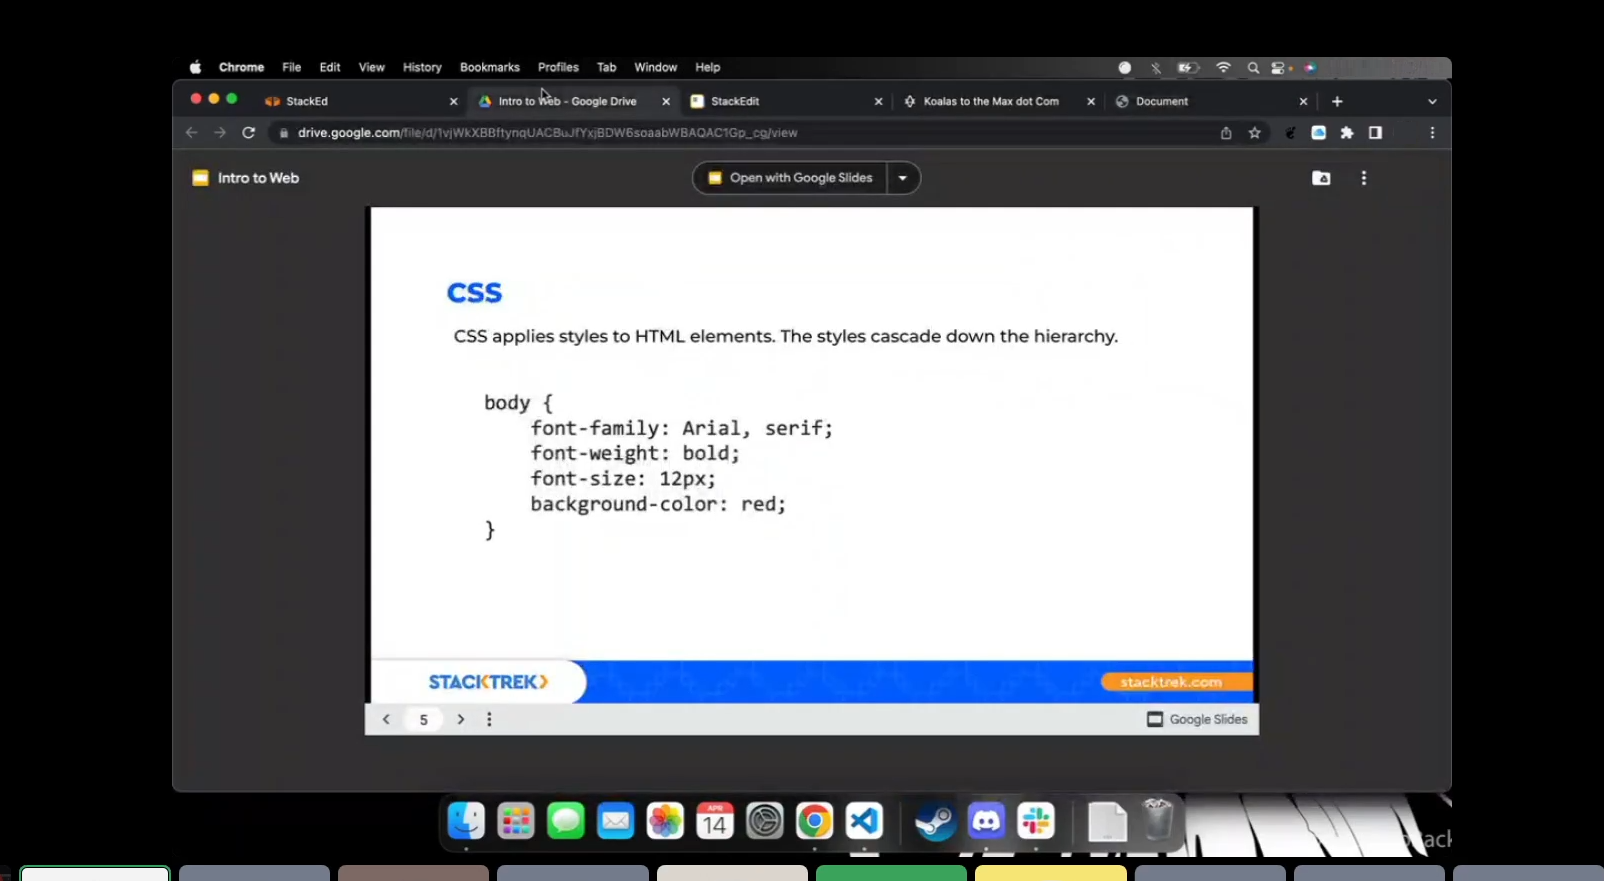 Chrome File Edit View History Bookmarks Profiles Tab Window Help
StackEd
Intro to Web - Google Drive
StackEdit
Koalas to the Max dot Com
Document
drive.google.com/file/d/1vjWkXBBftynqUACBuJfYxjBDW6soaabWBAQAC1Gp_cg/view
Intro to Web
Open with Google Slides
CSS
CSS applies styles to HTML elements. The styles cascade down the hierarchy.
body {
font-family: Arial, serif;
font-weight: bold;
font-size: 12px;
background-color: red;
}
STACKTREK
stacktrek.com
5
Google Slides
APR
14